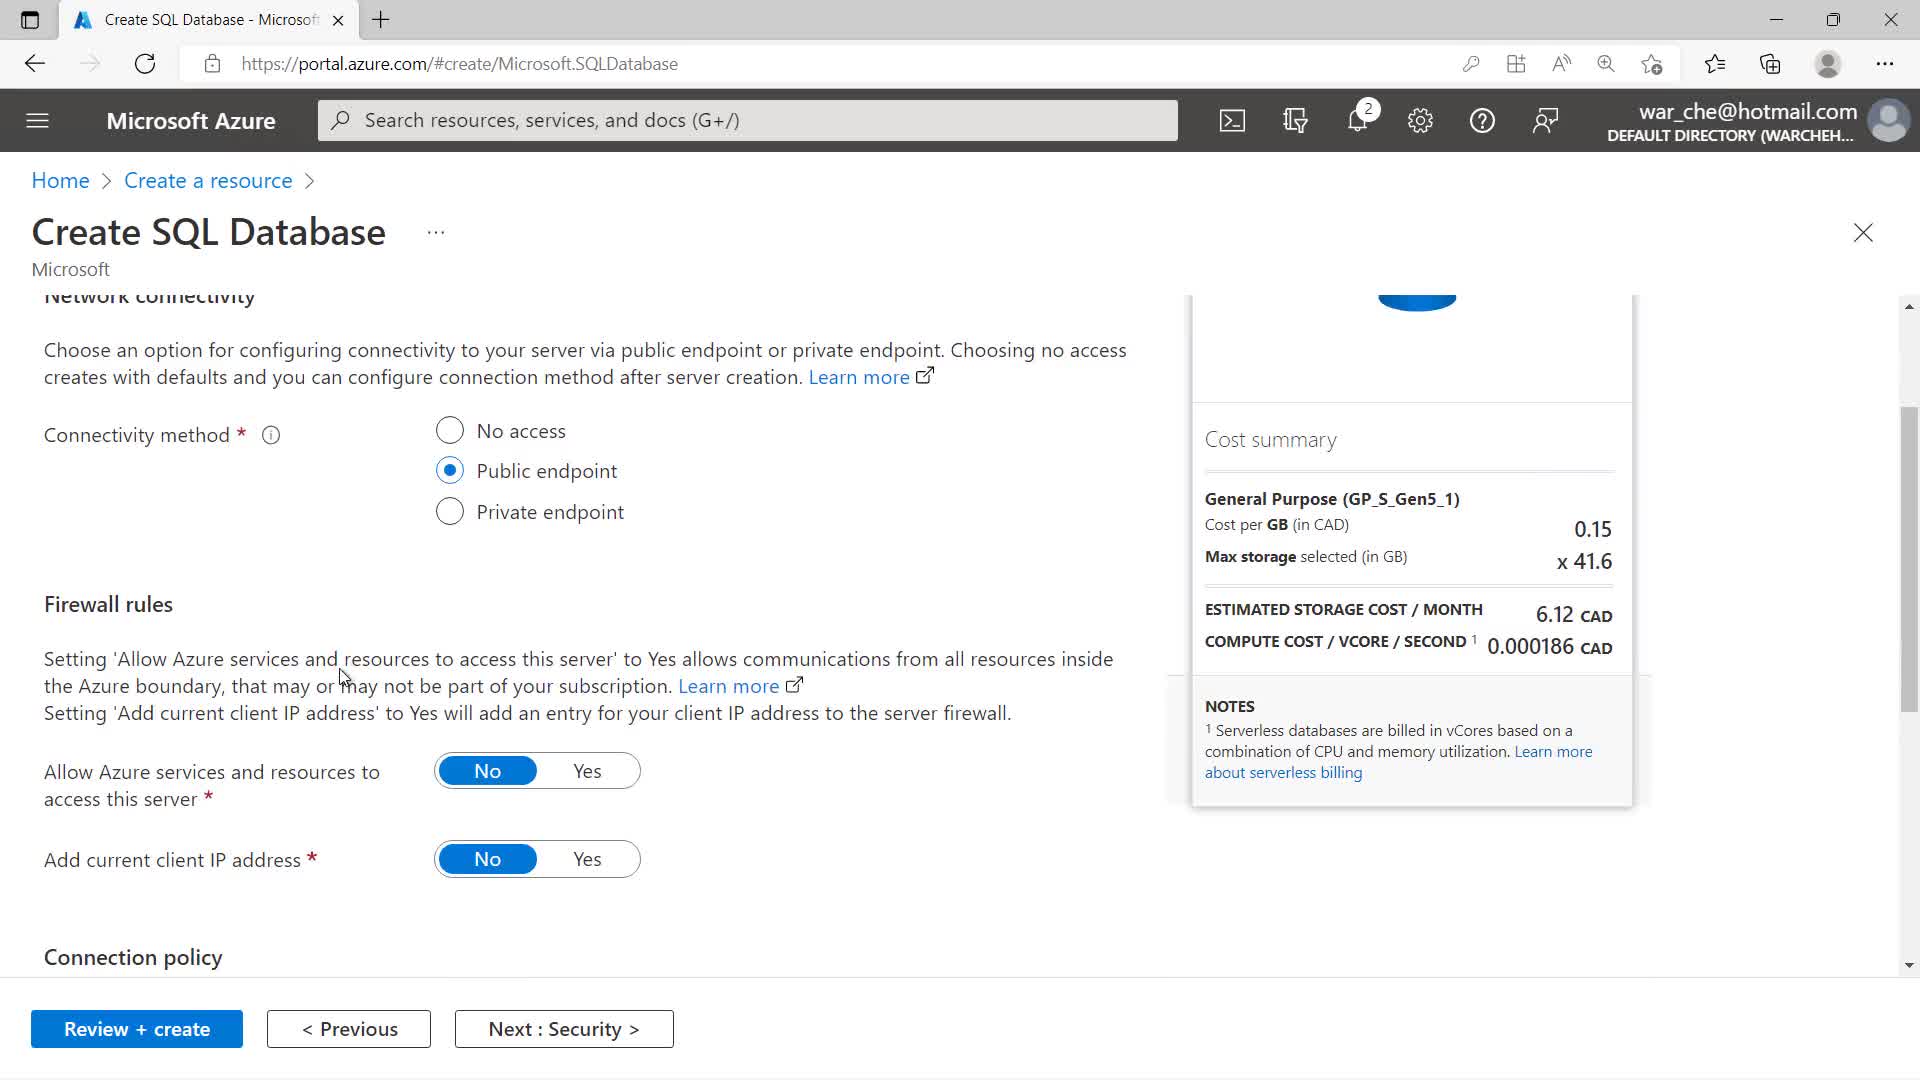 Create SQL Database - Microsof
https://portal.azure.com/#create/Microsoft.SQLDatabase
Microsoft Azure
Search resources, services, and docs (G+/)
2
war_che@hotmail.com
DEFAULT DIRECTORY (WARCHEH...
Home > Create a resource >
Create SQL Database ...
Microsoft
Network connectivity
Choose an option for configuring connectivity to your server via public endpoint or private endpoint. Choosing no access
creates with defaults and you can configure connection method after server creation. Learn more
Connectivity method *
No access
Public endpoint
Private endpoint
Firewall rules
Setting 'Allow Azure services and resources to access this server' to Yes allows communications from all resources inside
the Azure boundary, that may or may not be part of your subscription. Learn more
Setting 'Add current client IP address' to Yes will add an entry for your client IP address to the server firewall.
Allow Azure services and resources to
access this server *
No Yes
Add current client IP address *
No Yes
Connection policy
Cost summary
General Purpose (GP_S_Gen5_1)
Cost per GB (in CAD) 0.15
Max storage selected (in GB) x 41.6
ESTIMATED STORAGE COST / MONTH 6.12 CAD
COMPUTE COST / VCORE / SECOND 1 0.000186 CAD
NOTES
1 Serverless databases are billed in vCores based on a
combination of CPU and memory utilization. Learn more
about serverless billing
Review + create
< Previous
Next : Security >